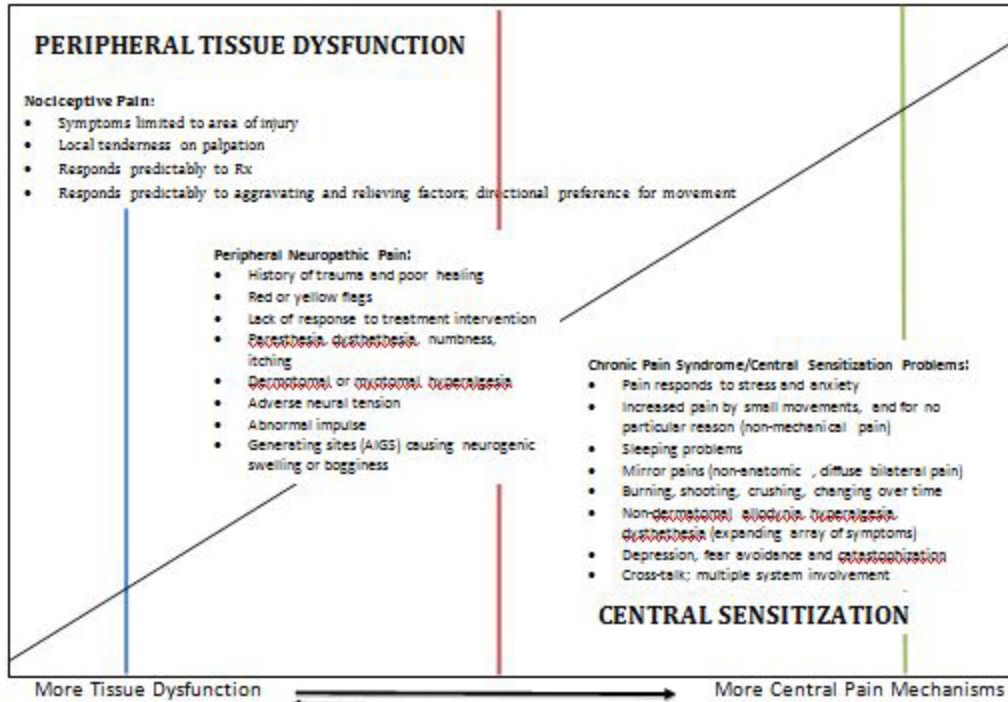 PERIPHERAL TISSUE DYSFUNCTION
Nociceptive Pain:
• Symptoms limited to area of injury
• Local tenderness on palpation
• Responds predictably to Rx
• Responds predictably to aggravating and relieving factors; directional preference for movement
Peripheral Neuropathic Pain:
• History of trauma and poor healing
• Red or yellow flags
• Lack of response to treatment intervention
• Paresthesia, dysthethesia, numbness,
itching
• Dermatomal or myotomal hyperalgesia
• Adverse neural tension
• Abnormal impulse
• Generating sites (AIGS) causing neurogenic
swelling or bogginess
Chronic Pain Syndrome/Central Sensitization Problems:
• Pain responds to stress and anxiety
• Increased pain by small movements, and for no
particular reason (non-mechanical pain)
• Sleeping problems
• Mirror pains (non-anatomic , diffuse bilateral pain)
• Burning, shooting, crushing, changing over time
• Non-dermatomal allodynia, hyperalgesia,
dysthethesia (expanding array of symptoms)
• Depression, fear avoidance and catastophization
• Cross-talk; multiple system involvement
CENTRAL SENSITIZATION
More Tissue Dysfunction
More Central Pain Mechanisms